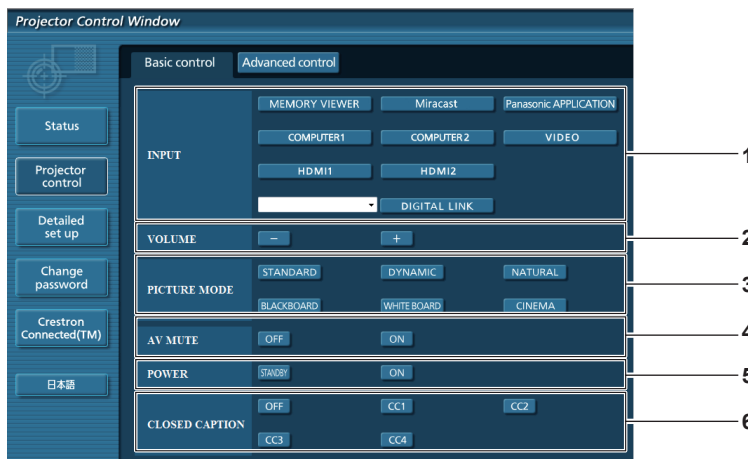 Projector Control Window
Basic control
Advanced control
Status
Projector control
Detailed set up
Change password
Crestron Connected(TM)
日本語
INPUT
MEMORY VIEWER
Miracast
Panasonic APPLICATION
COMPUTER1
COMPUTER2
VIDEO
HDMI1
HDMI2
DIGITAL LINK
1
VOLUME
-
+
2
PICTURE MODE
STANDARD
DYNAMIC
NATURAL
BLACKBOARD
WHITE BOARD
CINEMA
3
AV MUTE
OFF
ON
4
POWER
STANDBY
ON
5
CLOSED CAPTION
OFF
CC1
CC2
CC3
CC4
6